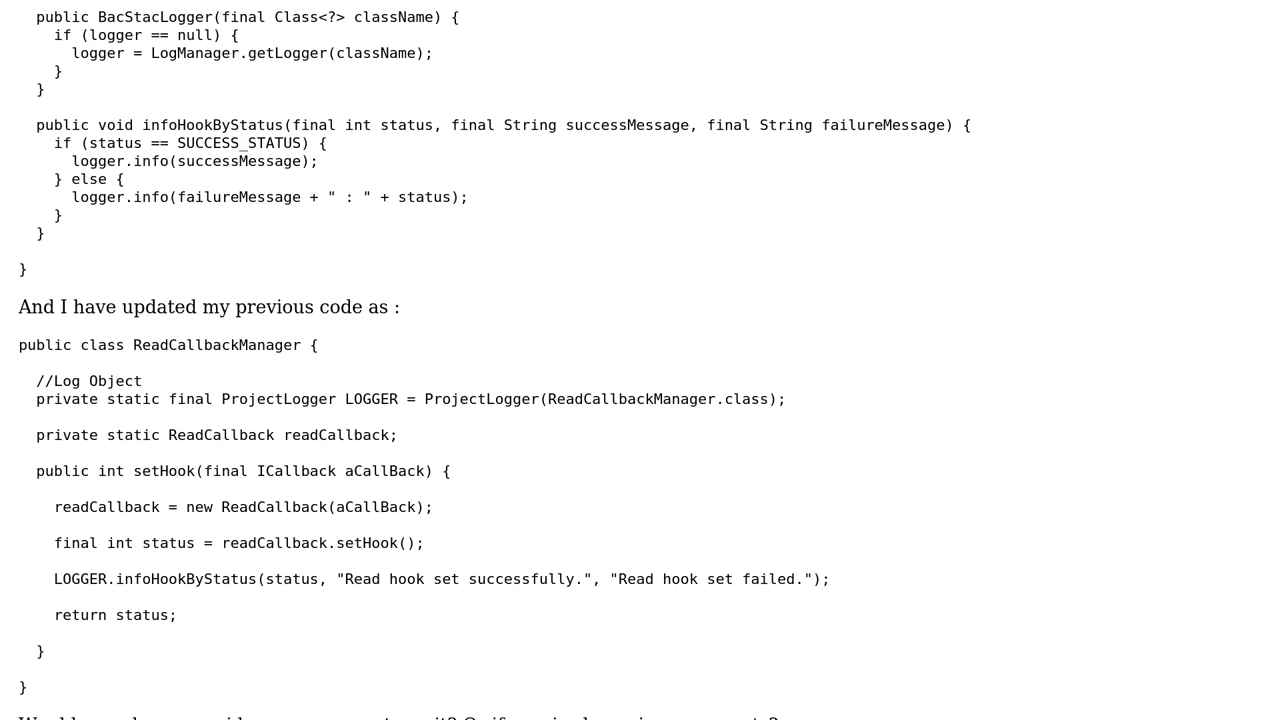 public BacStacLogger(final Class<?> className) {
if (logger == null) {
logger = LogManager.getLogger(className);
}
}
public void infoHookByStatus(final int status, final String successMessage, final String failureMessage) {
if (status == SUCCESS_STATUS) {
logger.info(successMessage);
} else {
logger.info(failureMessage + " : " + status);
}
}
}
And I have updated my previous code as :
public class ReadCallbackManager {
//Log Object
private static final ProjectLogger LOGGER = ProjectLogger(ReadCallbackManager.class);
private static ReadCallback readCallback;
public int setHook(final ICallback aCallBack) {
readCallback = new ReadCallback(aCallBack);
final int status = readCallback.setHook();
LOGGER.infoHookByStatus(status, "Read hook set successfully.", "Read hook set failed.");
return status;
}
}